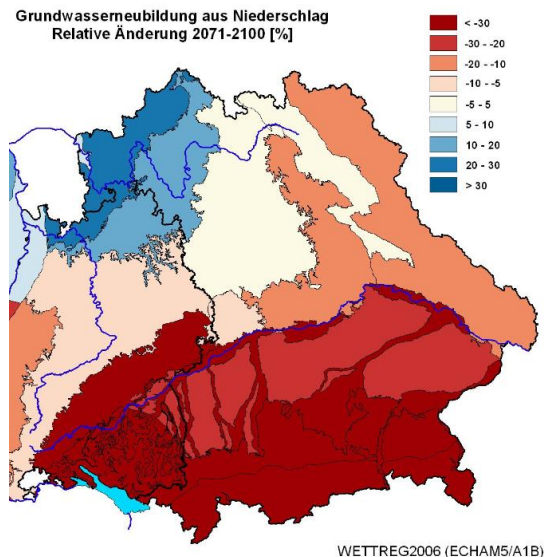 Grundwasserneubildung aus Niederschlag
Relative Änderung 2071-2100 [%]
< -30
-30 - -20
-20 - -10
-10 - -5
-5 - 5
5 - 10
10 - 20
20 - 30
> 30
WETTREG2006 (ECHAM5/A1B)